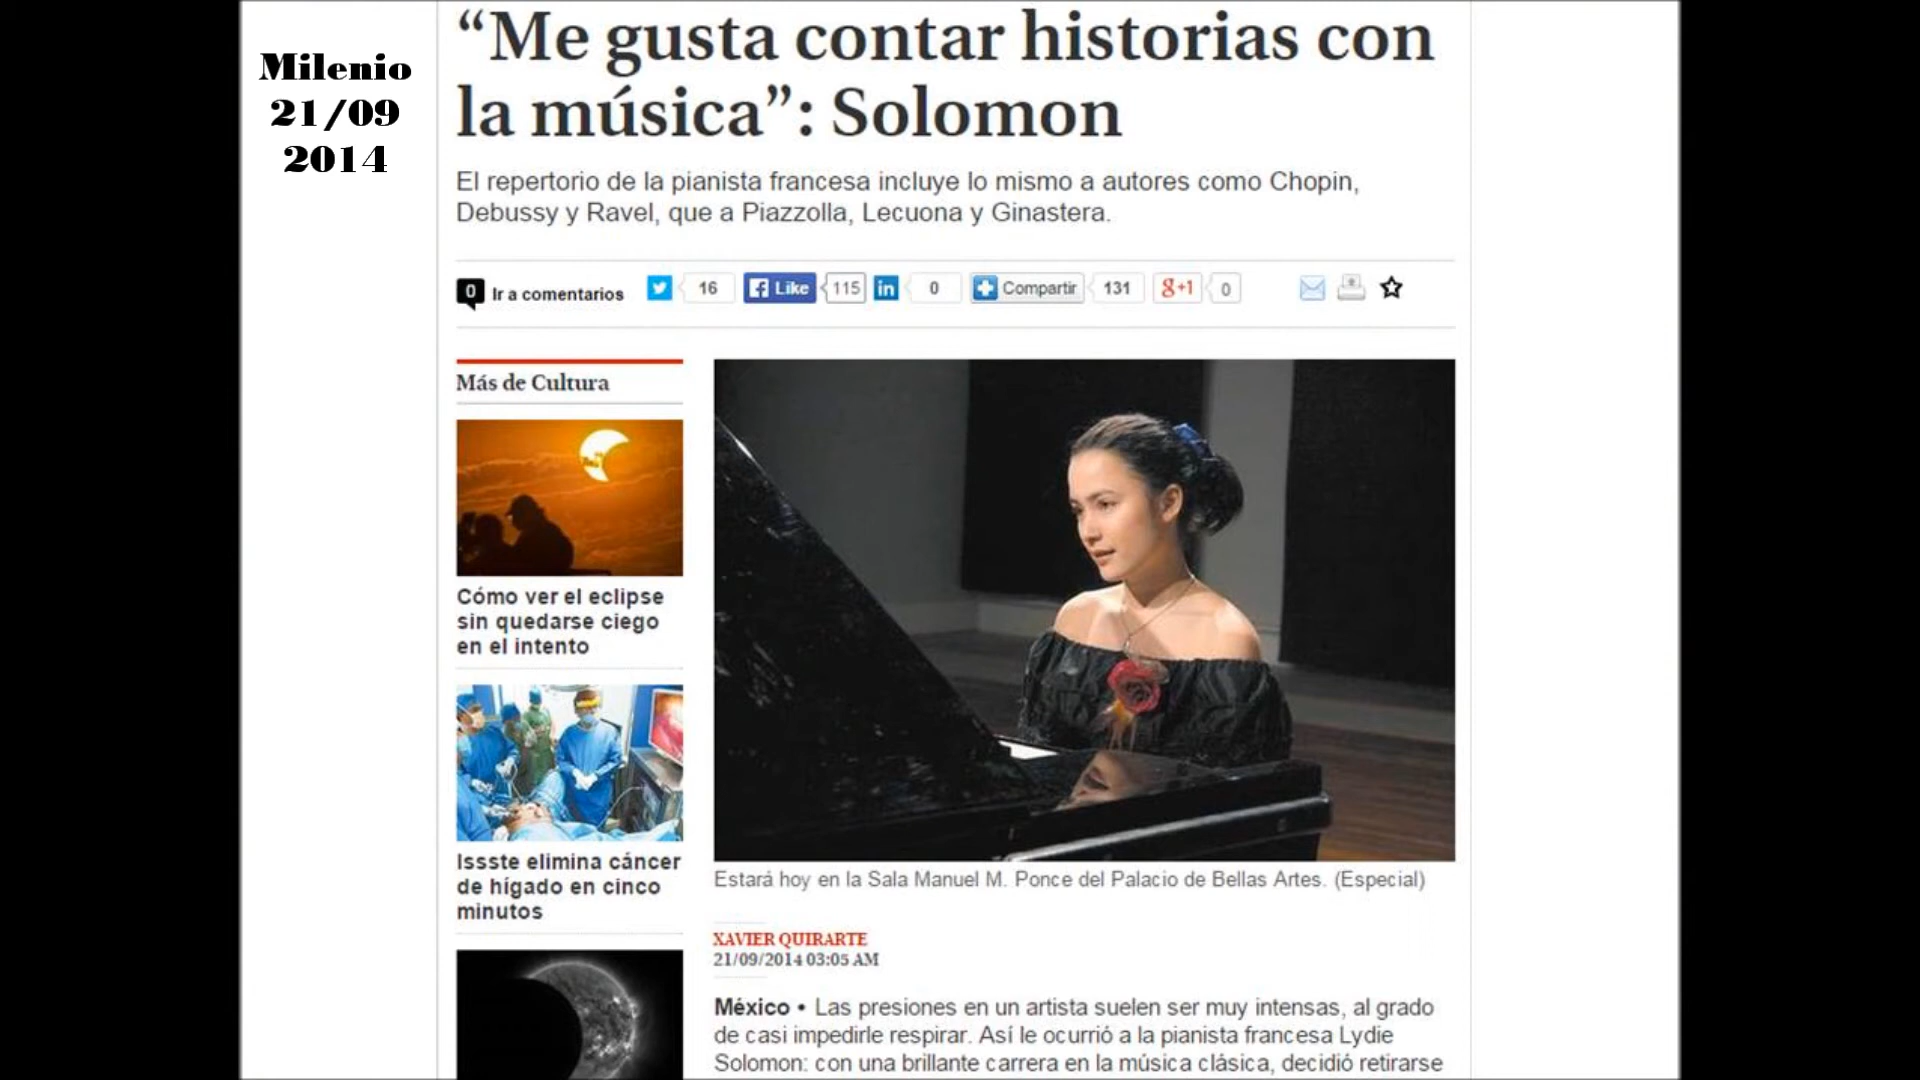 Milenio
21/09
2014
“Me gusta contar historias con
la música”: Solomon
El repertorio de la pianista francesa incluye lo mismo a autores como Chopin,
Debussy y Ravel, que a Piazzolla, Lecuona y Ginastera.
0 Ir a comentarios 16 Like 115 in 0 Compartir 131 g+1 0
Más de Cultura
Cómo ver el eclipse
sin quedarse ciego
en el intento
Issste elimina cáncer
de hígado en cinco
minutos
Estará hoy en la Sala Manuel M. Ponce del Palacio de Bellas Artes. (Especial)
XAVIER QUIRARTE
21/09/2014 03:05 AM
México • Las presiones en un artista suelen ser muy intensas, al grado
de casi impedirle respirar. Así le ocurrió a la pianista francesa Lydie
Solomon: con una brillante carrera en la música clásica, decidió retirarse